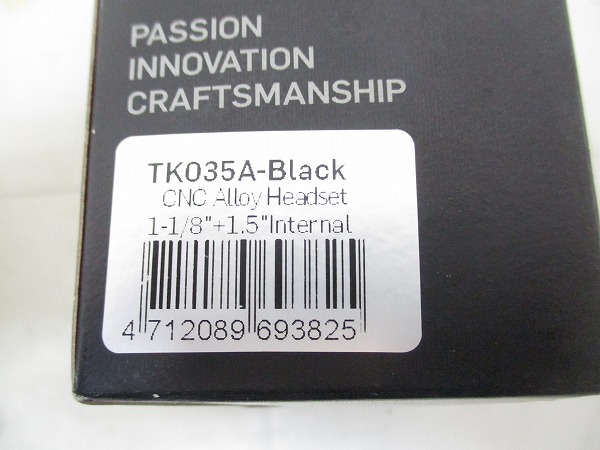 PASSION
INNOVATION
CRAFTSMANSHIP
TK035A-Black
CNC Alloy Headset
1-1/8"+1.5"Internal
4 712089 693825